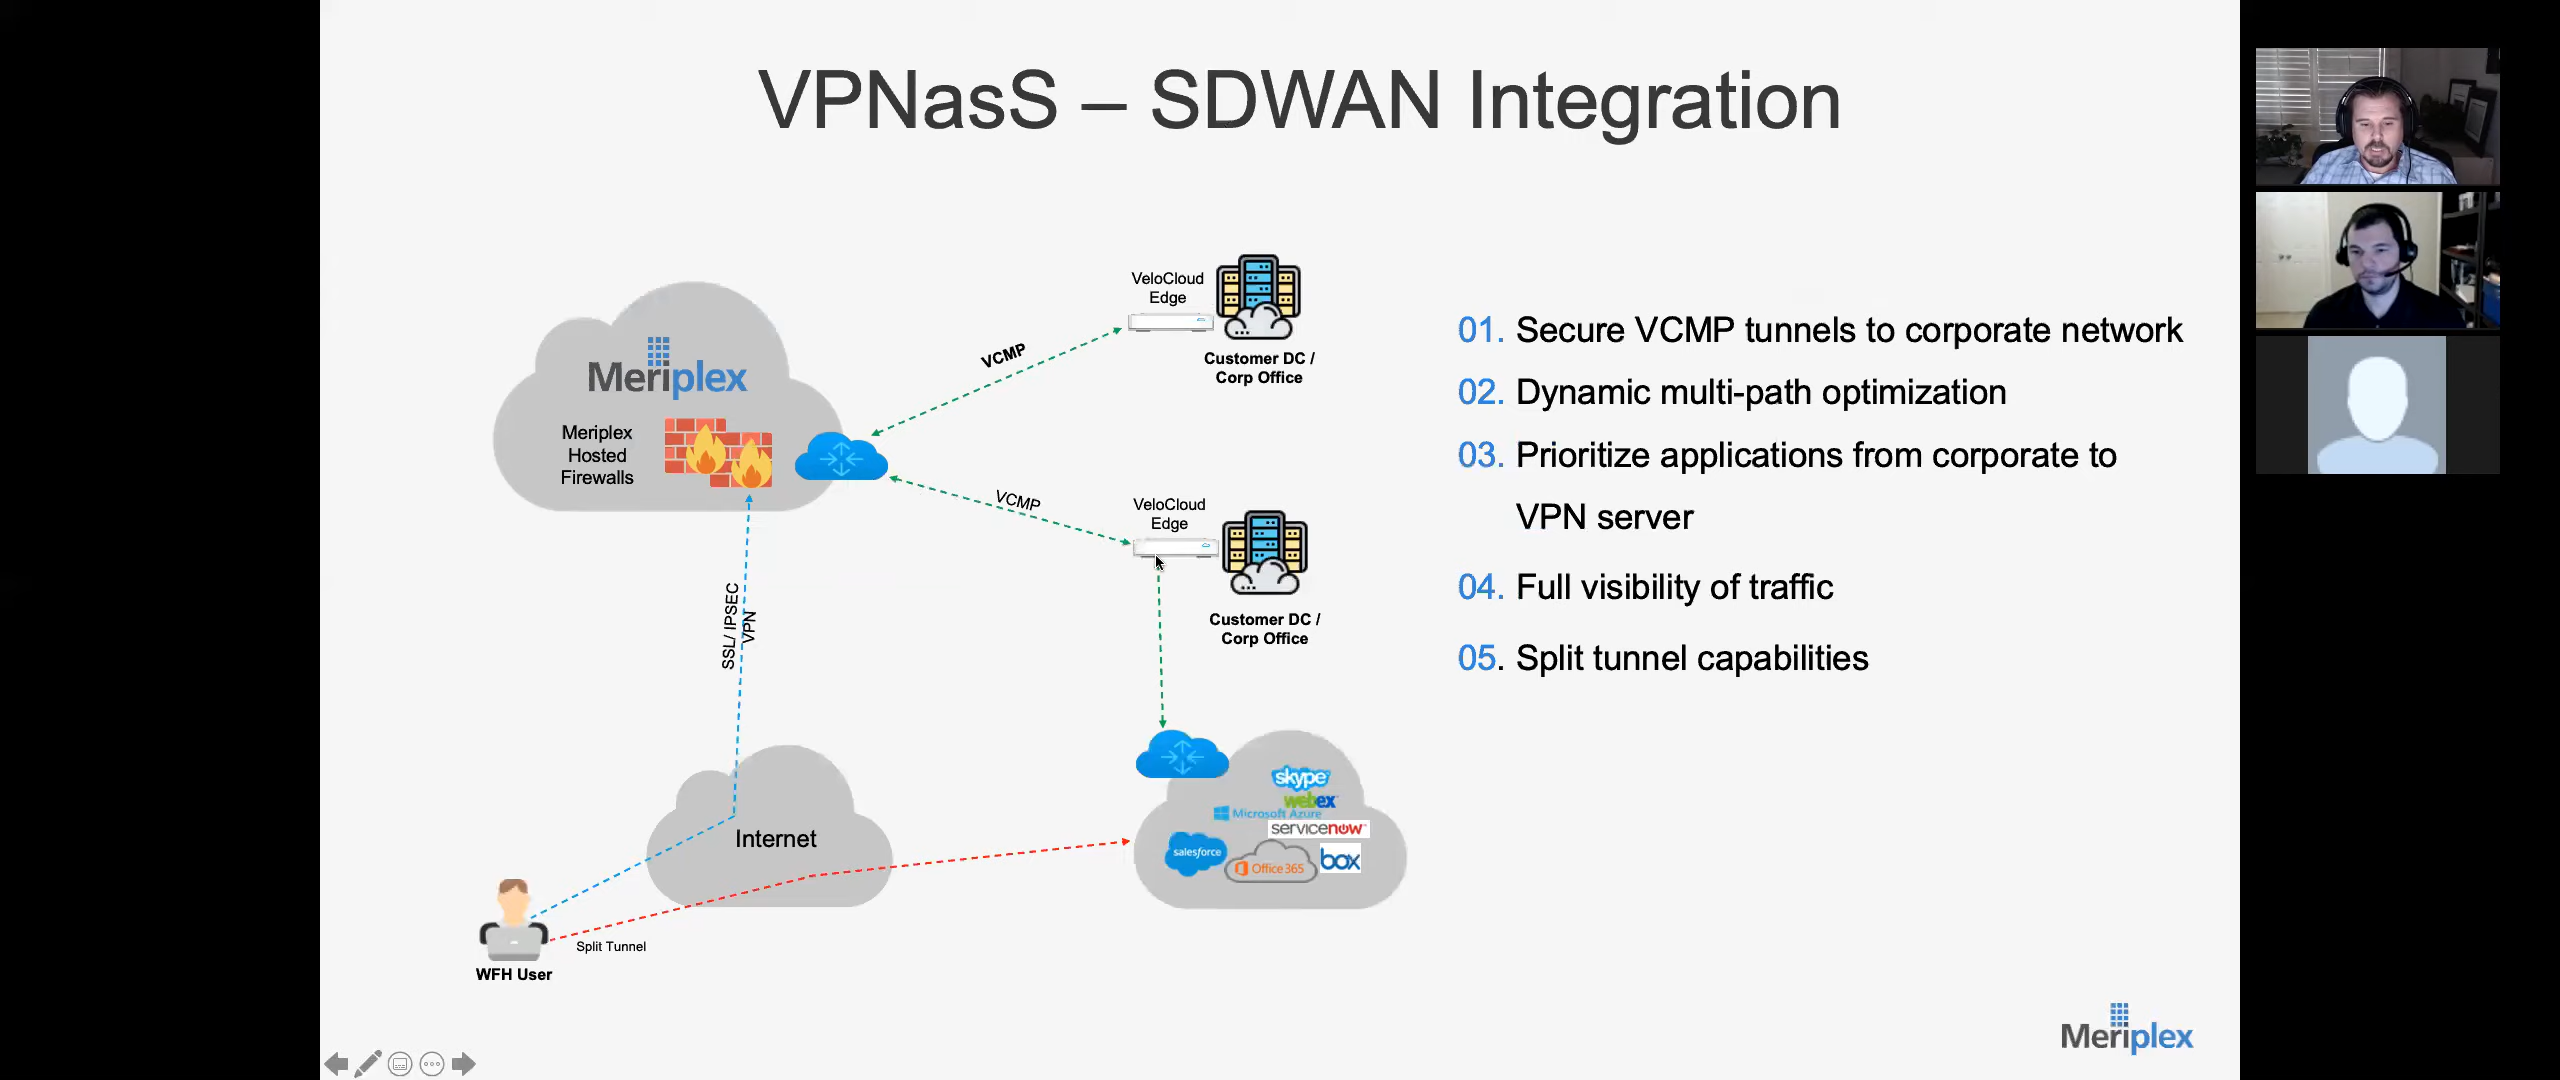 VPNasS – SDWAN Integration
VeloCloud
Edge
VCMP
Customer DC /
Corp Office
Meriplex
Meriplex
Hosted
Firewalls
VCMP
VeloCloud
Edge
Customer DC /
Corp Office
SSL/ IPSEC
VPN
Internet
skype
webex
Microsoft Azure
servicenow
salesforce
Office 365
box
Split Tunnel
WFH User
01. Secure VCMP tunnels to corporate network
02. Dynamic multi-path optimization
03. Prioritize applications from corporate to
VPN server
04. Full visibility of traffic
05. Split tunnel capabilities
Meriplex